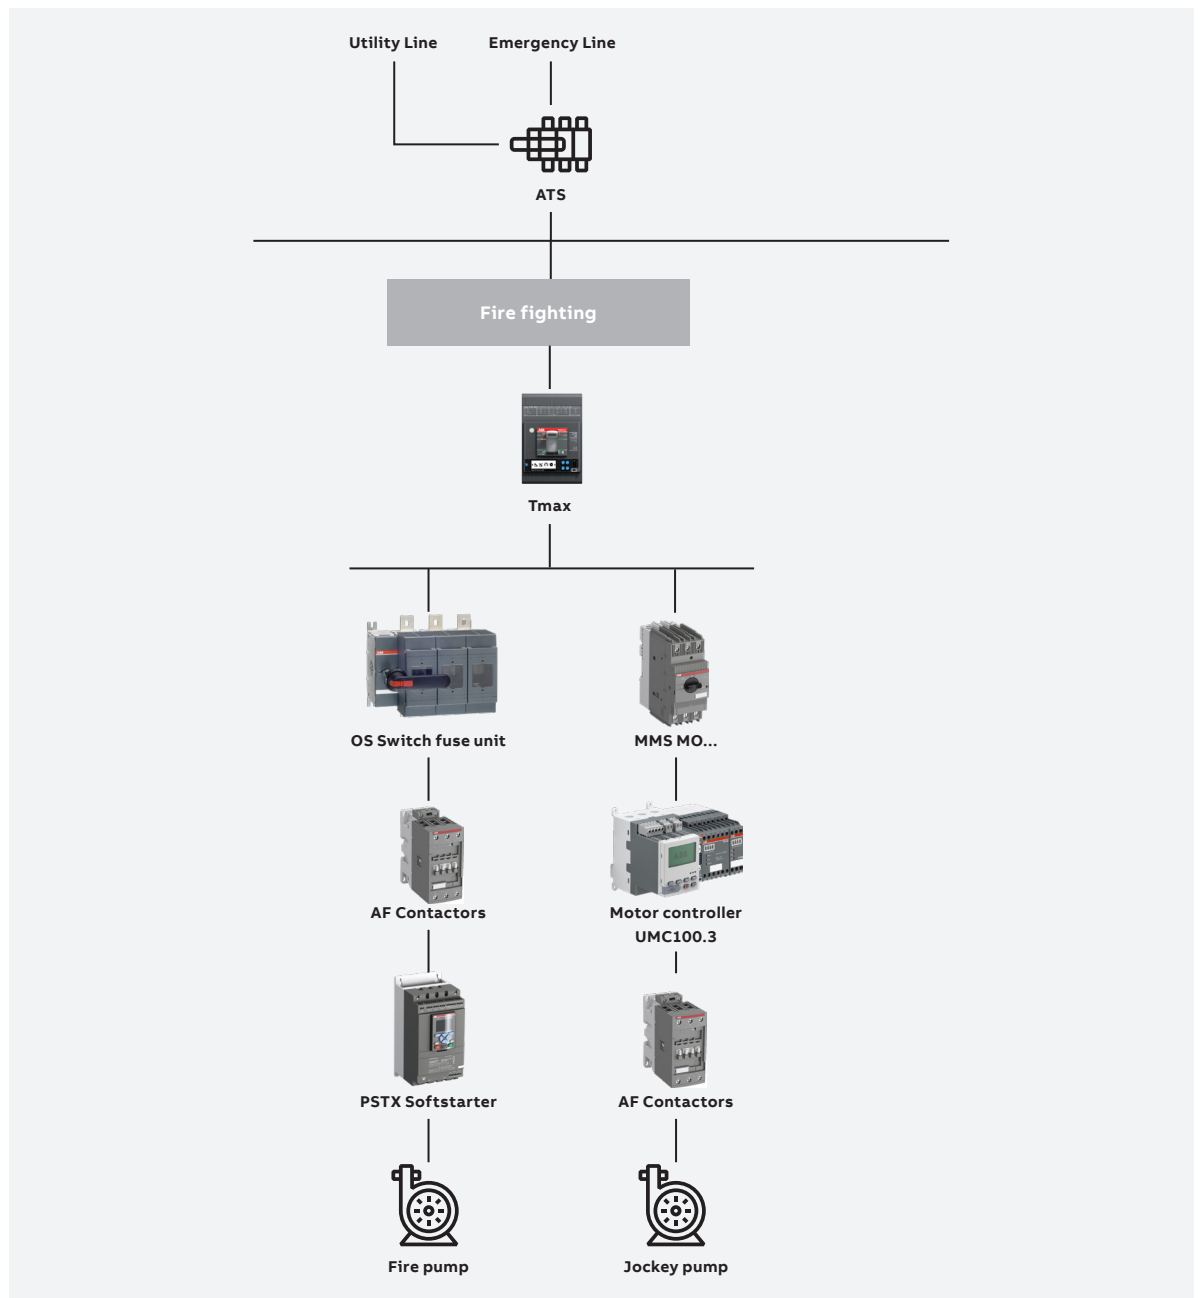 Utility Line
Emergency Line
ATS
Fire fighting
Tmax
OS Switch fuse unit
MMS MO...
AF Contactors
Motor controller
UMC100.3
PSTX Softstarter
AF Contactors
Fire pump
Jockey pump